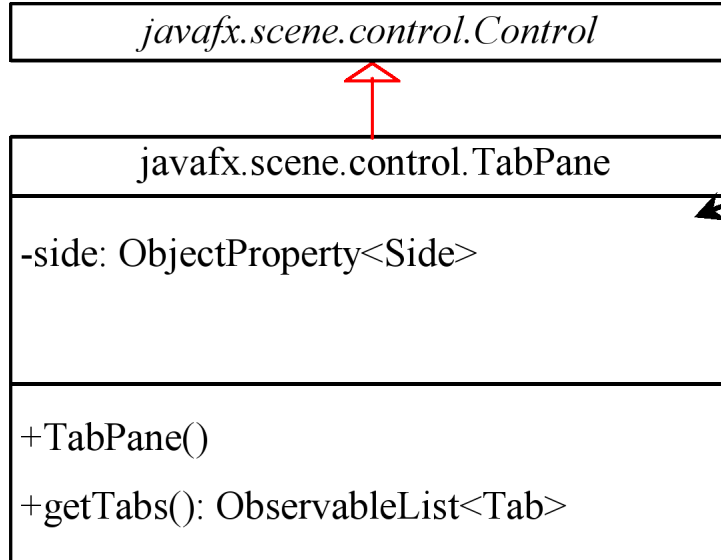 javafx.scene.control.Control
javafx.scene.control.TabPane
-side: ObjectProperty<Side>
+TabPane()
+getTabs(): ObservableList<Tab>